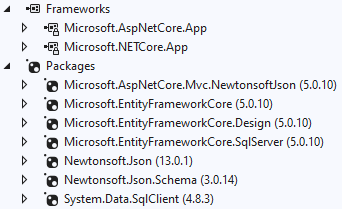 Frameworks
Microsoft.AspNetCore.App
Microsoft.NETCore.App
Packages
Microsoft.AspNetCore.Mvc.NewtonsoftJson (5.0.10)
Microsoft.EntityFrameworkCore (5.0.10)
Microsoft.EntityFrameworkCore.Design (5.0.10)
Microsoft.EntityFrameworkCore.SqlServer (5.0.10)
Newtonsoft.Json (13.0.1)
Newtonsoft.Json.Schema (3.0.14)
System.Data.SqlClient (4.8.3)